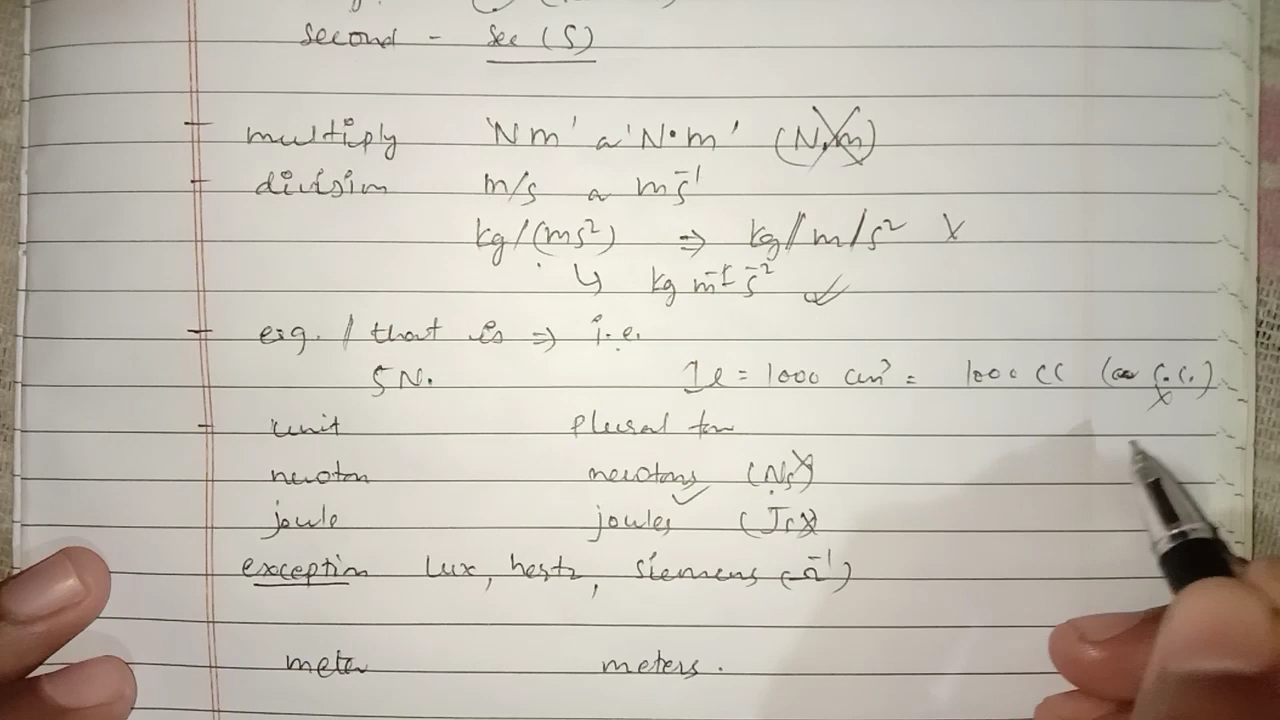 second - sec (S)
multiply 'Nm' or 'N•m' (N.m)
division m/s or ms⁻¹
kg/(ms²) ⇒ kg/m/s² X
↳ kg m⁻¹ s⁻² ✓
e.g. / that is ⇒ i.e.
5 N. 1l = 1000 cm³ = 1000 CC (or c.c.) X
unit plural form
newton newtons ✓ (Ns X)
joule joules (Js X)
exception lux, hertz, siemens (Ω⁻¹)
meter meters.